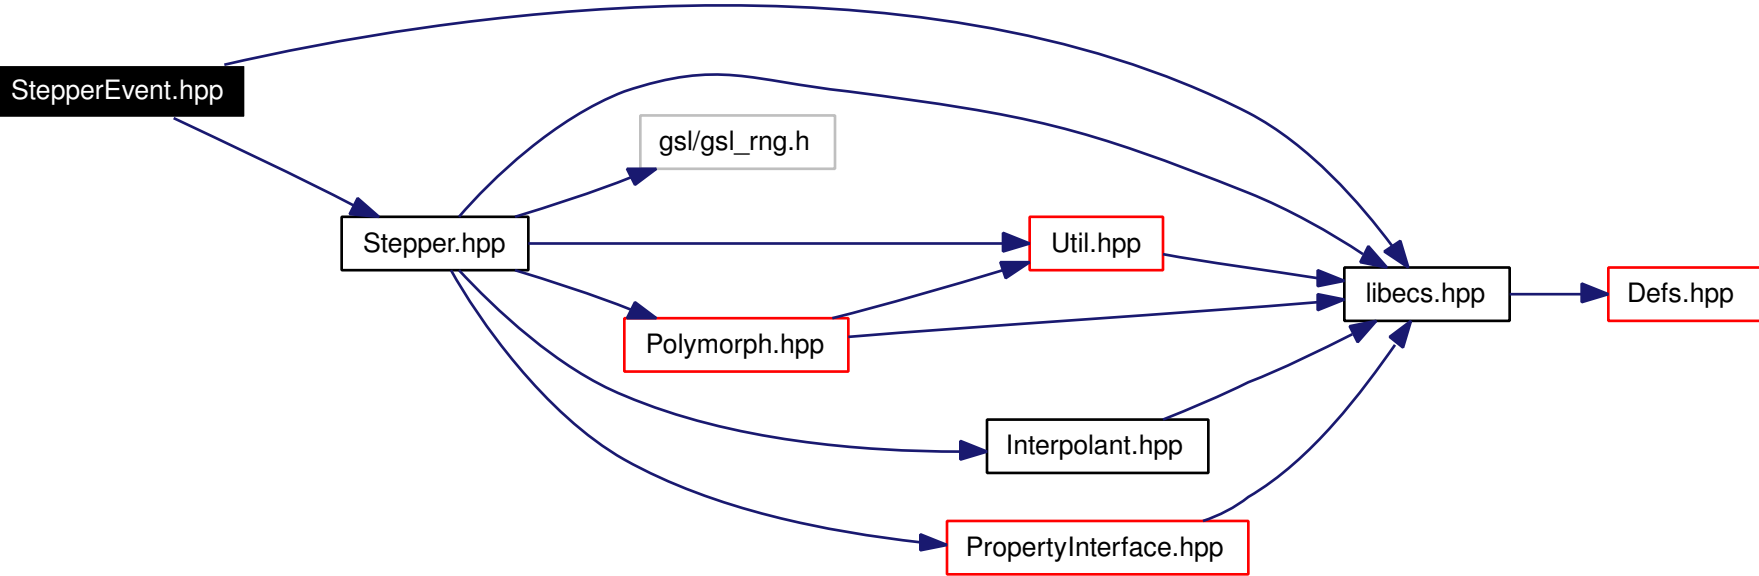 StepperEvent.hpp
gsl/gsl_rng.h
Stepper.hpp
Util.hpp
libecs.hpp
Defs.hpp
Polymorph.hpp
Interpolant.hpp
PropertyInterface.hpp